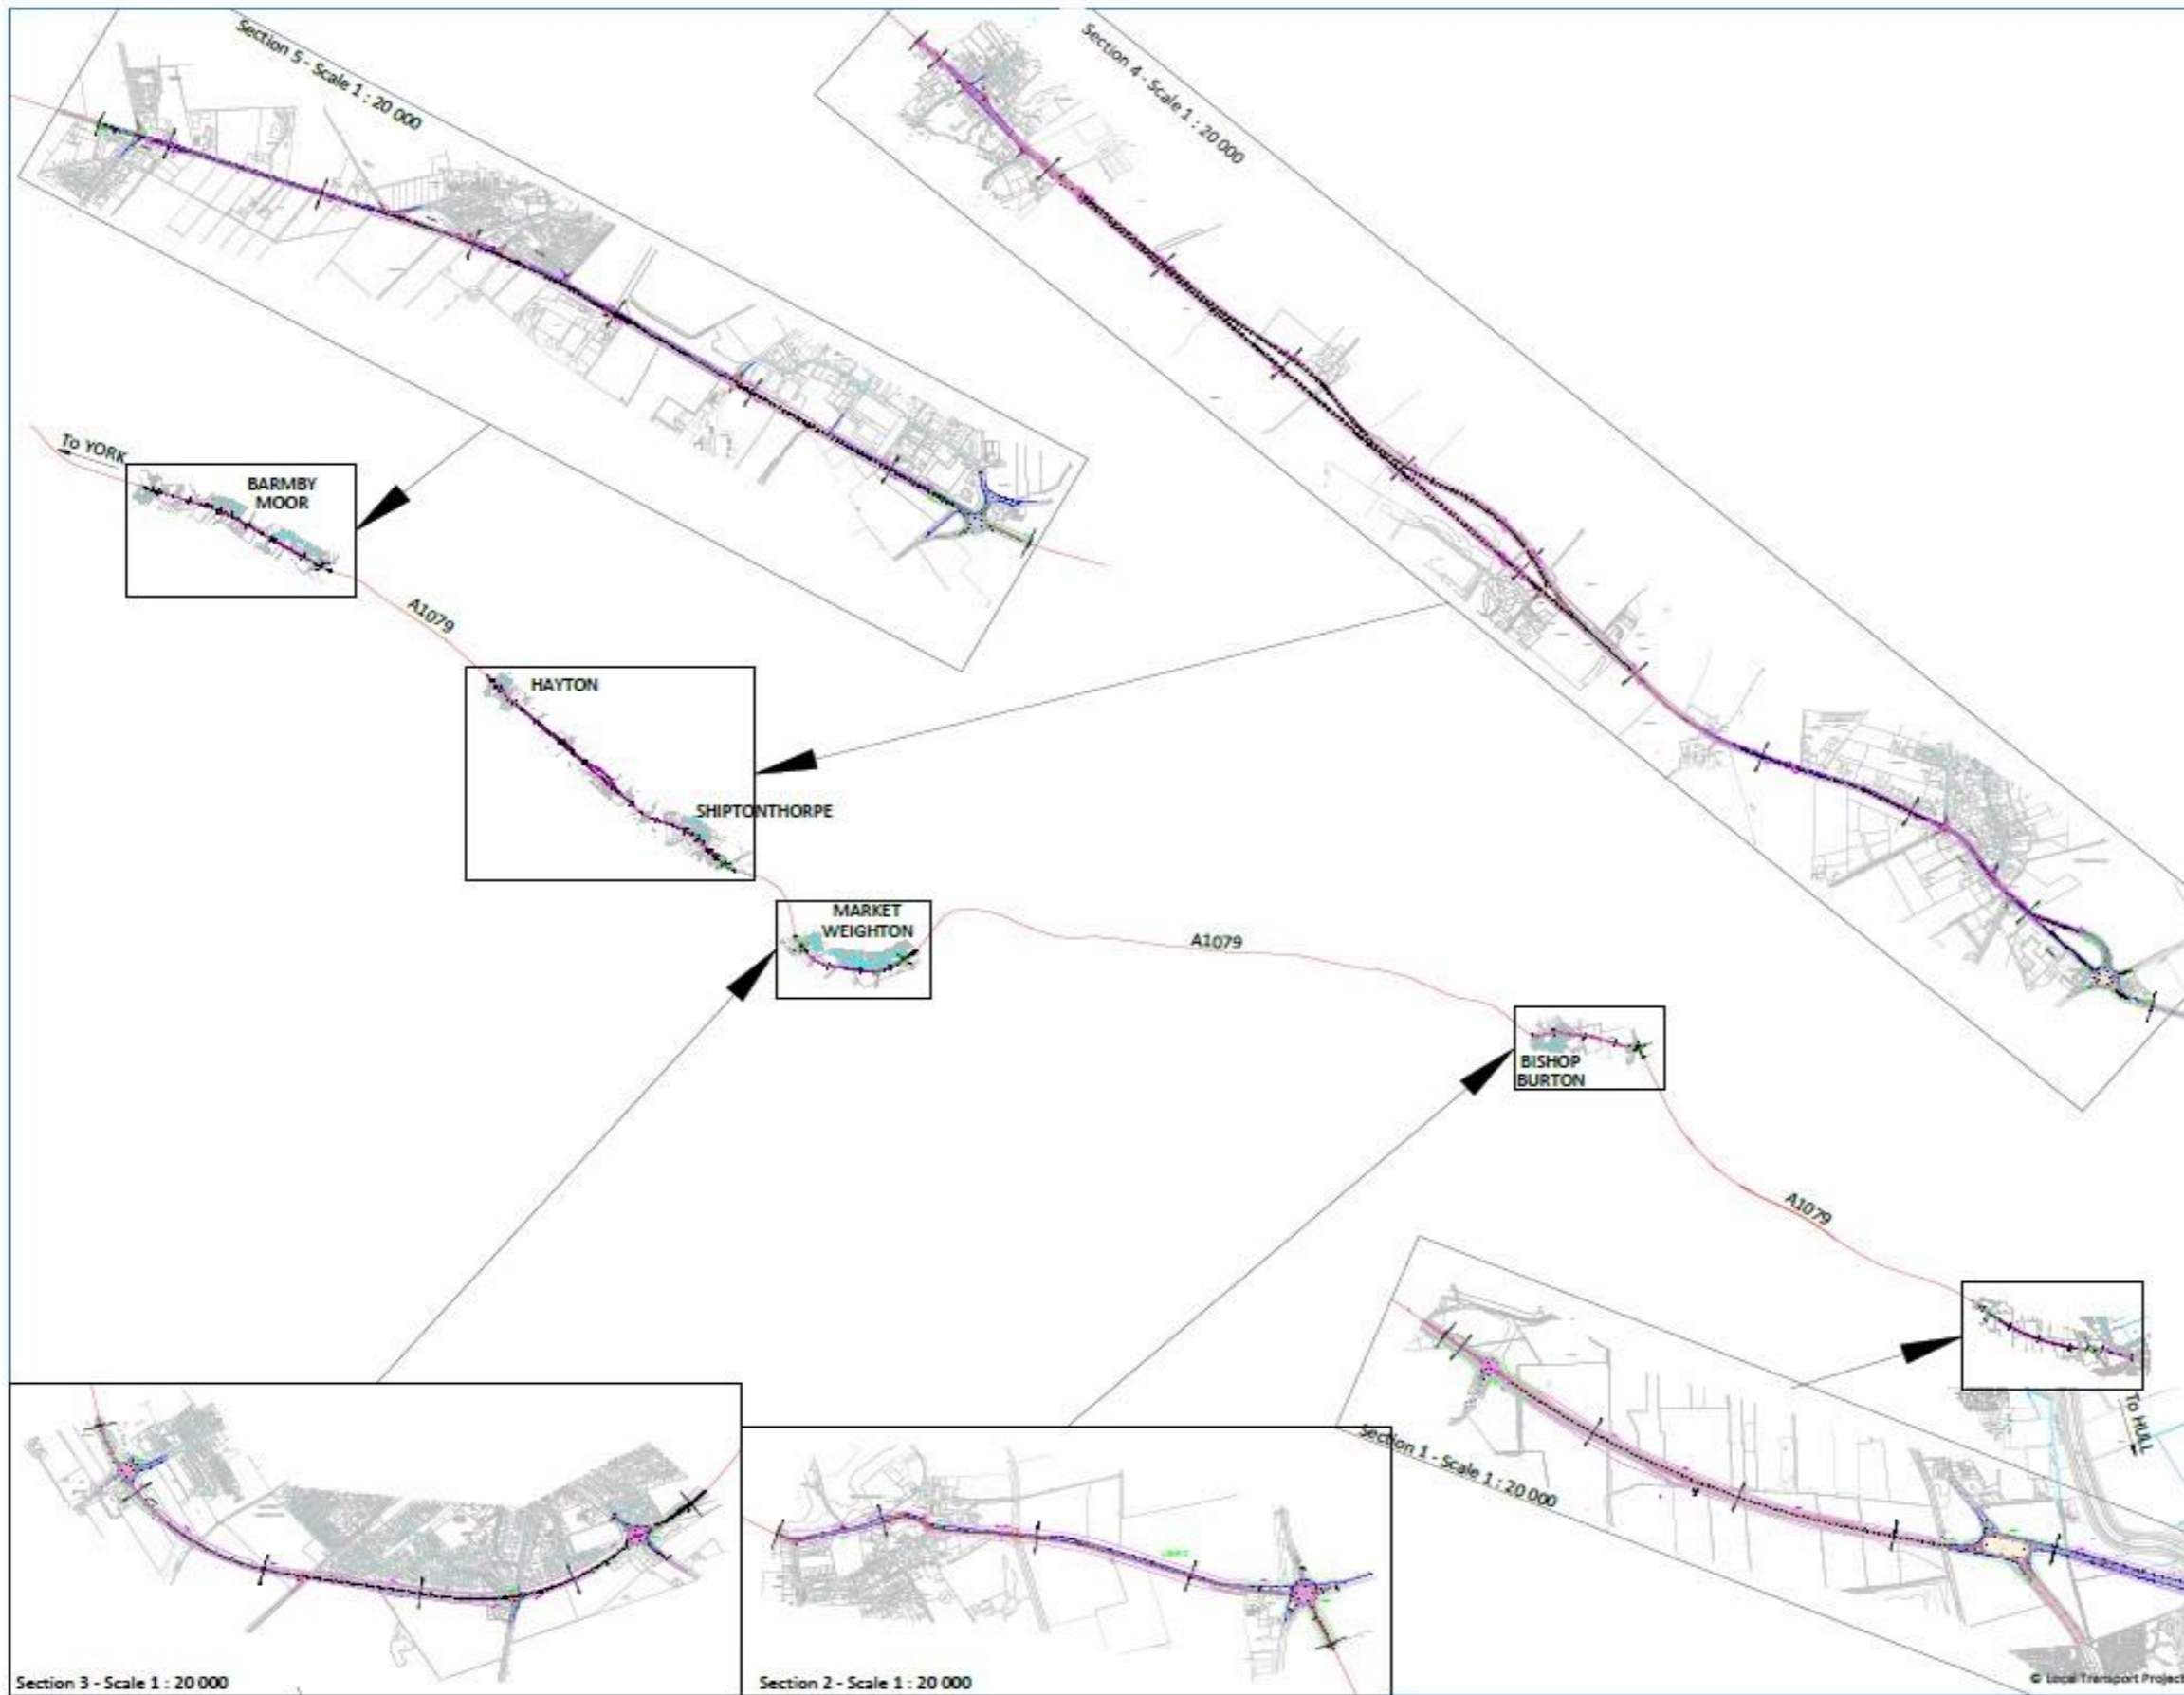 Section 5 - Scale 1 : 20 000
Section 4 - Scale 1 : 20 000
To YORK
BARMBY
MOOR
A1079
HAYTON
SHIPTONTHORPE
MARKET
WEIGHTON
A1079
BISHOP
BURTON
A1079
To HULL
Section 1 - Scale 1 : 20 000
Section 3 - Scale 1 : 20 000
Section 2 - Scale 1 : 20 000
© Local Transport Project